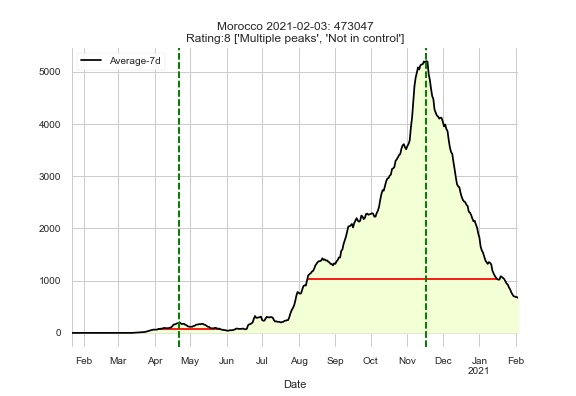 Morocco 2021-02-03: 473047
Rating:8 ['Multiple peaks', 'Not in control']
Average-7d
5000
4000
3000
2000
1000
0
Feb Mar Apr May Jun Jul Aug Sep Oct Nov Dec Jan Feb
2021
Date